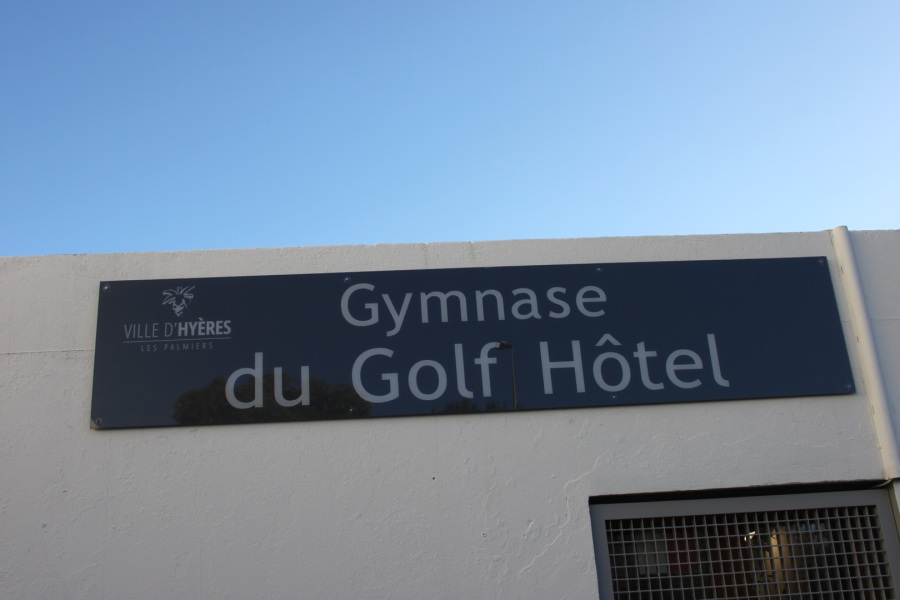 VILLE D'HYÈRES
LES PALMIERS
Gymnase
du Golf Hôtel